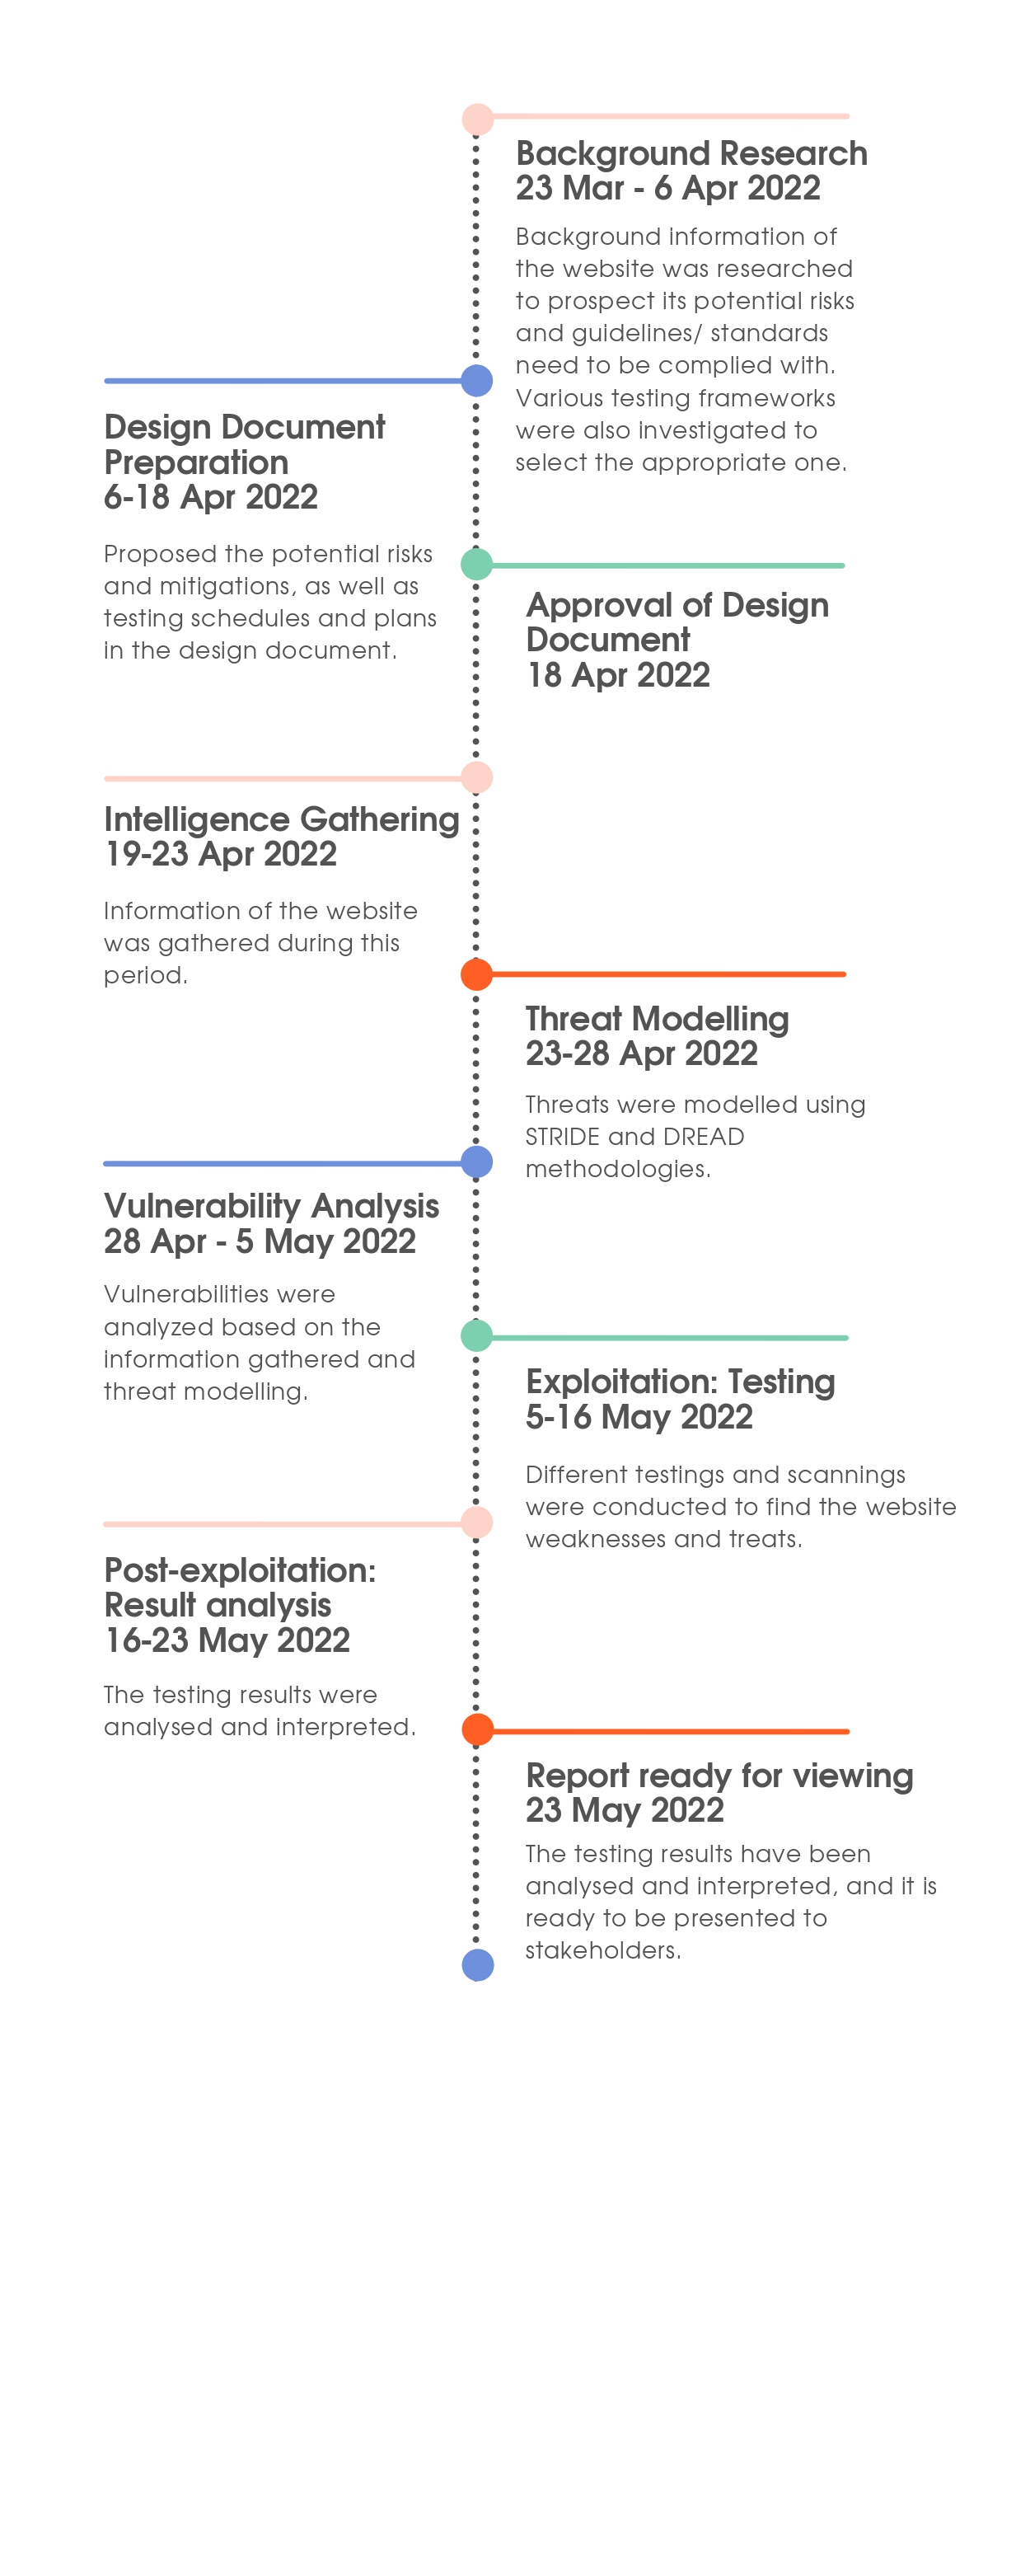 Background Research
23 Mar - 6 Apr 2022
Background information of
the website was researched
to prospect its potential risks
and guidelines/ standards
need to be complied with.
Various testing frameworks
were also investigated to
select the appropriate one.
Design Document
Preparation
6-18 Apr 2022
Proposed the potential risks
and mitigations, as well as
testing schedules and plans
in the design document.
Approval of Design
Document
18 Apr 2022
Intelligence Gathering
19-23 Apr 2022
Information of the website
was gathered during this
period.
Threat Modelling
23-28 Apr 2022
Threats were modelled using
STRIDE and DREAD
methodologies.
Vulnerability Analysis
28 Apr - 5 May 2022
Vulnerabilities were
analyzed based on the
information gathered and
threat modelling.
Exploitation: Testing
5-16 May 2022
Different testings and scannings
were conducted to find the website
weaknesses and treats.
Post-exploitation:
Result analysis
16-23 May 2022
The testing results were
analysed and interpreted.
Report ready for viewing
23 May 2022
The testing results have been
analysed and interpreted, and it is
ready to be presented to
stakeholders.